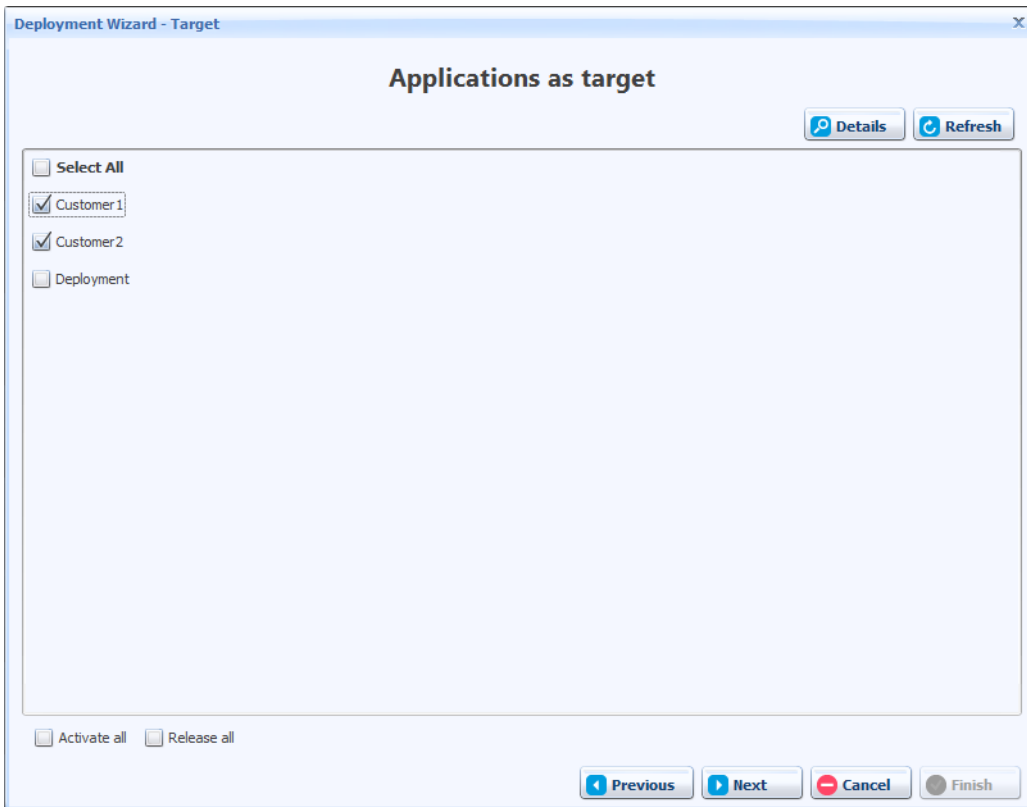 Deployment Wizard - Target
Applications as target
Details Refresh
Select All
Customer1
Customer2
Deployment
Activate all Release all
Previous Next Cancel Finish